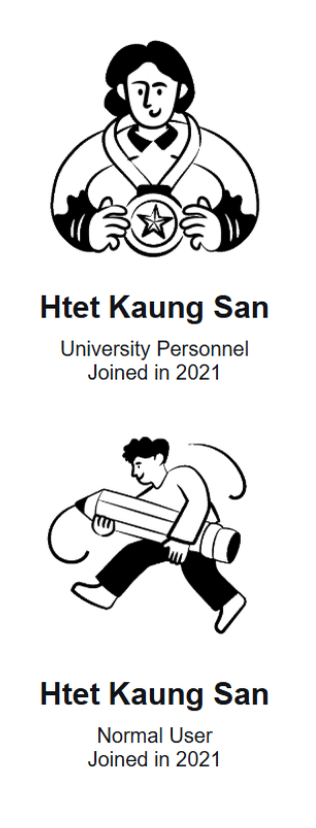 Htet Kaung San
University Personnel
Joined in 2021
Htet Kaung San
Normal User
Joined in 2021